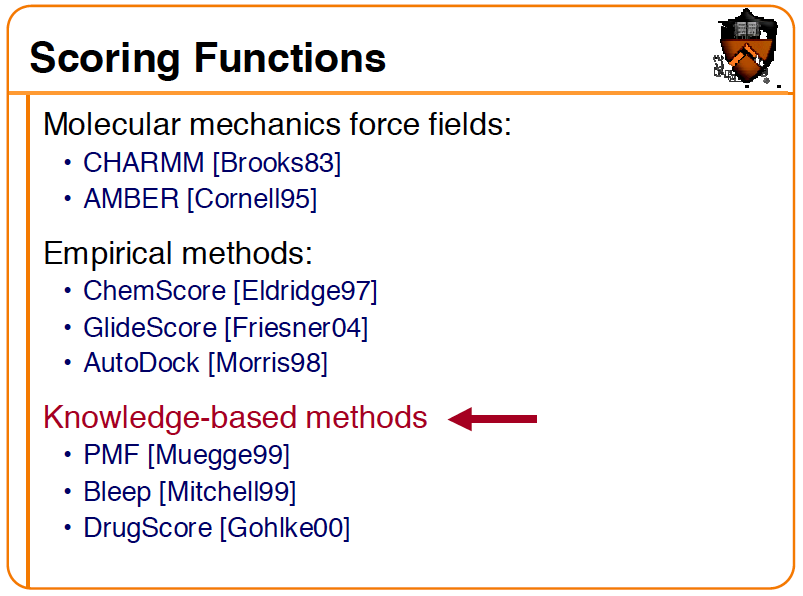 Scoring Functions
Molecular mechanics force fields:
• CHARMM [Brooks83]
• AMBER [Cornell95]
Empirical methods:
• ChemScore [Eldridge97]
• GlideScore [Friesner04]
• AutoDock [Morris98]
Knowledge-based methods
• PMF [Muegge99]
• Bleep [Mitchell99]
• DrugScore [Gohlke00]